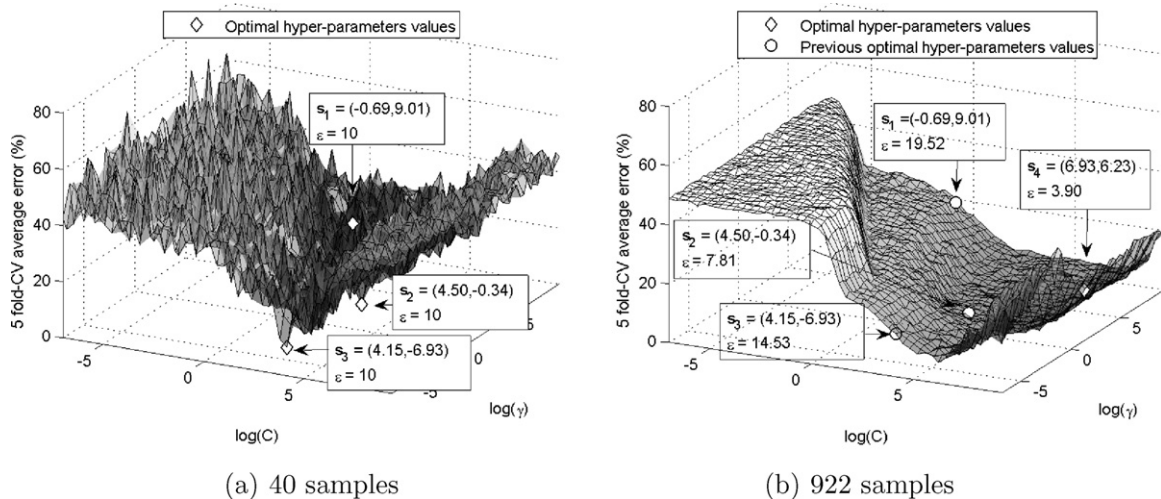 Optimal hyper-parameters values
s1 = (-0.69,9.01)
ε = 10
s2 = (4.50,-0.34)
ε = 10
s3 = (4.15,-6.93)
ε = 10
5 fold-CV average error (%)
80
60
40
20
0
-5
0
5
log(C)
-5
0
5
log(γ)
(a) 40 samples
Optimal hyper-parameters values
Previous optimal hyper-parameters values
s1 = (-0.69,9.01)
ε = 19.52
s4 = (6.93,6.23)
ε = 3.90
s2 = (4.50,-0.34)
ε = 7.81
s3 = (4.15,-6.93)
ε = 14.53
5 fold-CV average error (%)
80
60
40
20
0
-5
0
5
log(C)
-5
0
5
log(γ)
(b) 922 samples